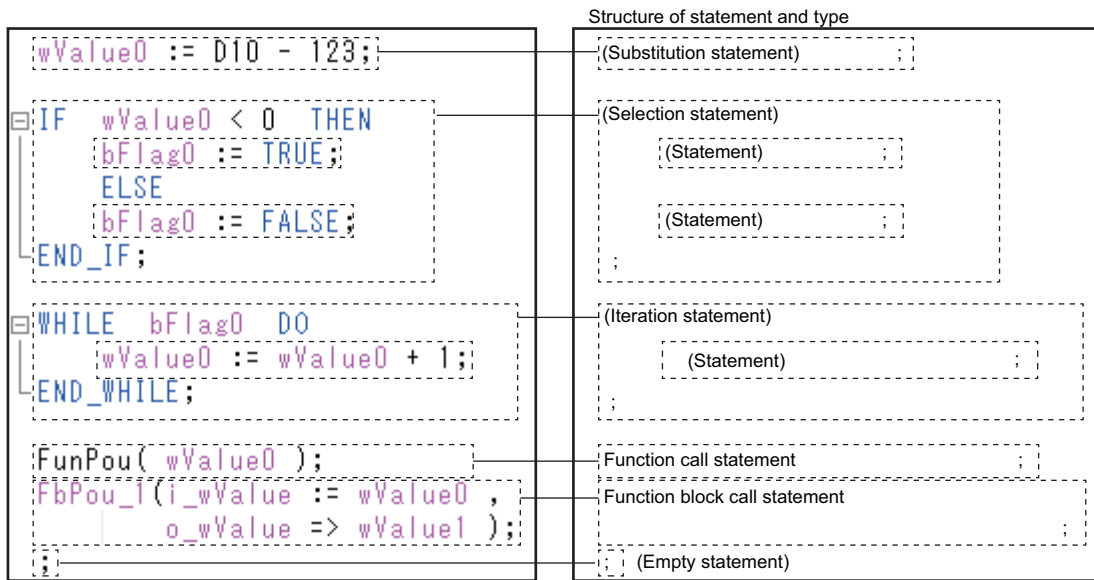 Structure of statement and type
wValue0 := D10 - 123;
(Substitution statement) ;
IF wValue0 < 0 THEN
(Selection statement)
bFlag0 := TRUE;
(Statement) ;
ELSE
bFlag0 := FALSE;
(Statement) ;
END_IF;
;
WHILE bFlag0 DO
(Iteration statement)
wValue0 := wValue0 + 1;
(Statement) ;
END_WHILE;
;
FunPou( wValue0 );
Function call statement ;
FbPou_1(i_wValue := wValue0 ,
Function block call statement
o_wValue => wValue1 );
;
;
; (Empty statement)